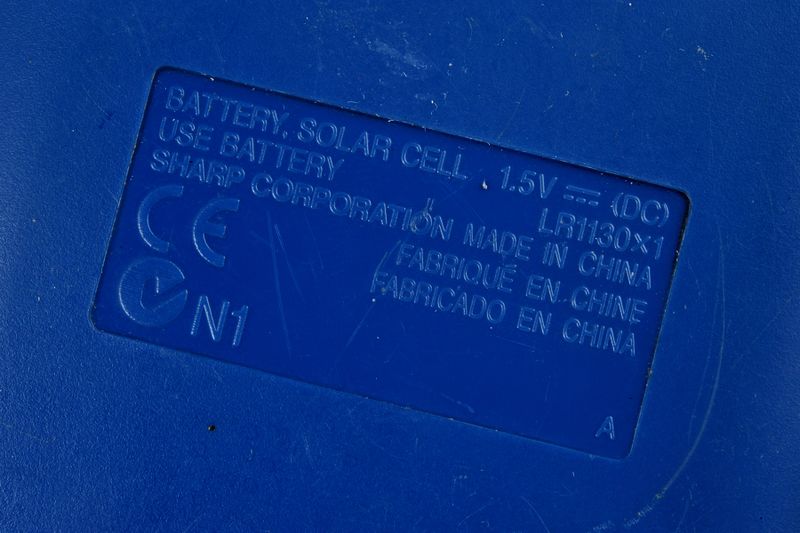 BATTERY, SOLAR CELL 1.5V ⎓ (DC)
USE BATTERY LR1130×1
SHARP CORPORATION MADE IN CHINA
FABRIQUÉ EN CHINE
FABRICADO EN CHINA
CE
N1
A